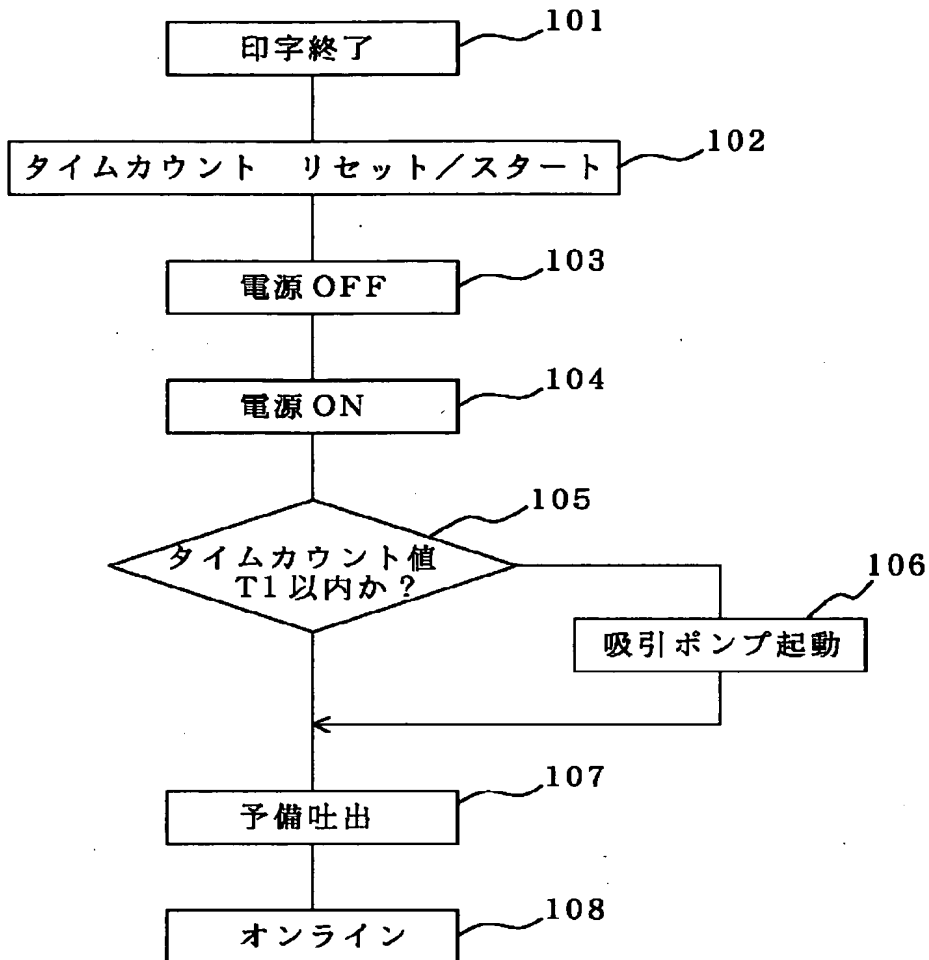 印字終了
101
タイムカウント リセット／スタート
102
電源OFF
103
電源ON
104
タイムカウント値
T1以内か？
105
吸引ポンプ起動
106
予備吐出
107
オンライン
108